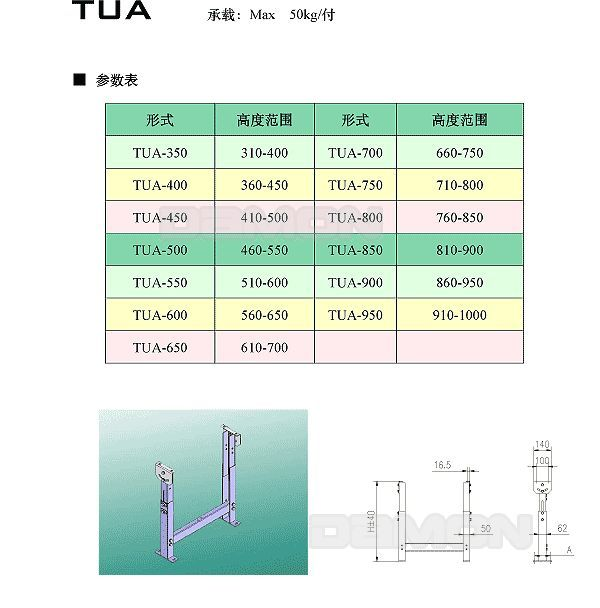 TUA 承载：Max 50kg/付
■ 参数表
形式 高度范围 形式 高度范围
TUA-350 310-400 TUA-700 660-750
TUA-400 360-450 TUA-750 710-800
TUA-450 410-500 TUA-800 760-850
TUA-500 460-550 TUA-850 810-900
TUA-550 510-600 TUA-900 860-950
TUA-600 560-650 TUA-950 910-1000
TUA-650 610-700
DAMON
140
16.5 100
H±40 50 62
DAMON
A